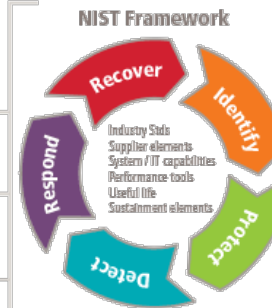 NIST Framework
Recover
Identify
Protect
Detect
Respond
Industry Stds
Supplier elements
System / IT capabilities
Performance tools
Useful life
Sustainment elements